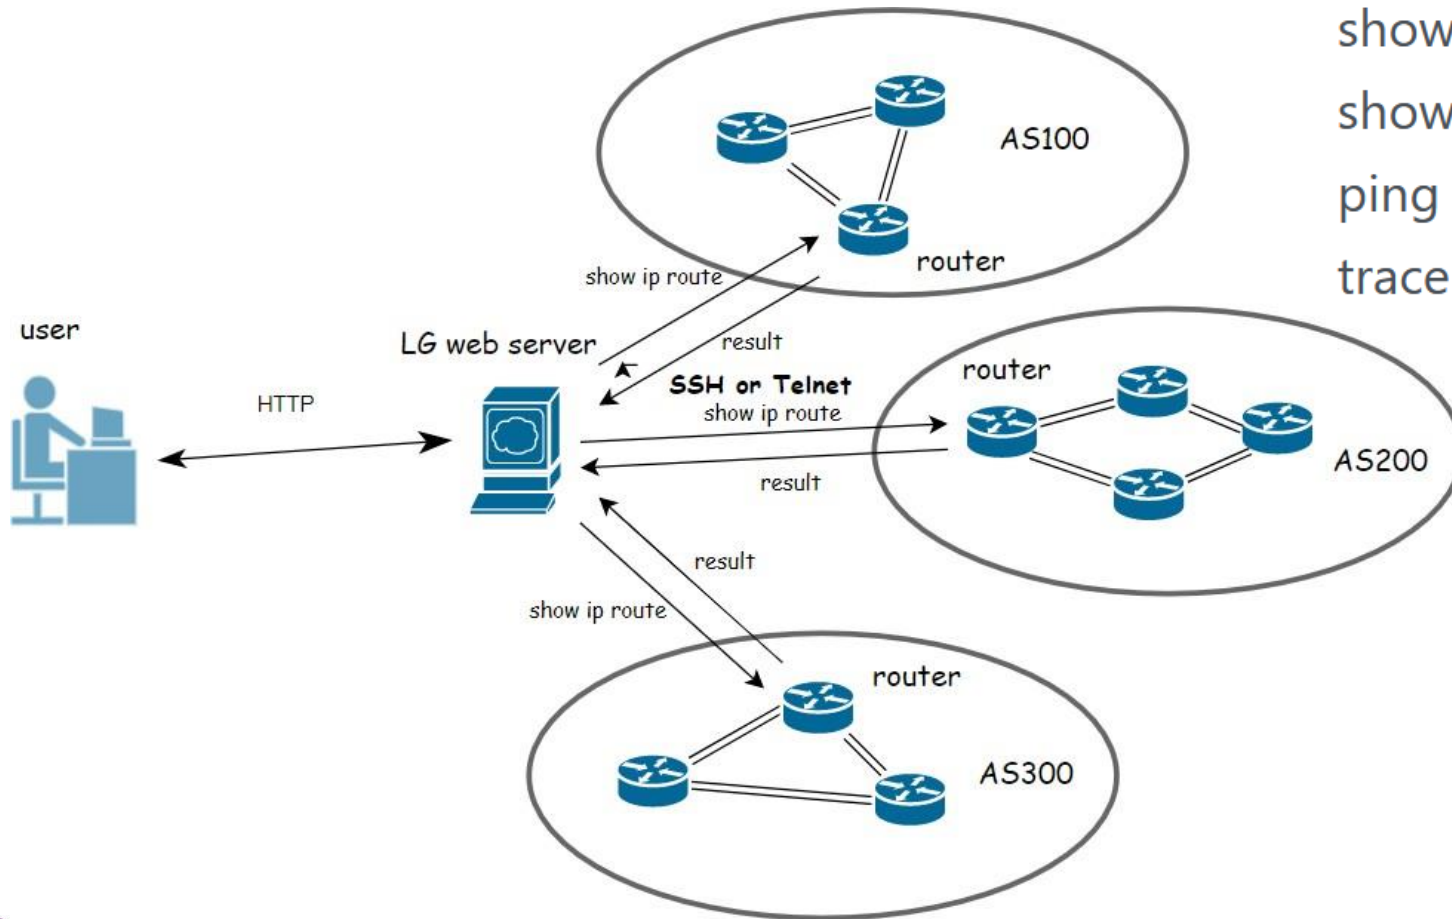 show
show
ping
trace
AS100
router
show ip route
result
user
LG web server
HTTP
SSH or Telnet
show ip route
result
router
AS200
result
show ip route
router
AS300